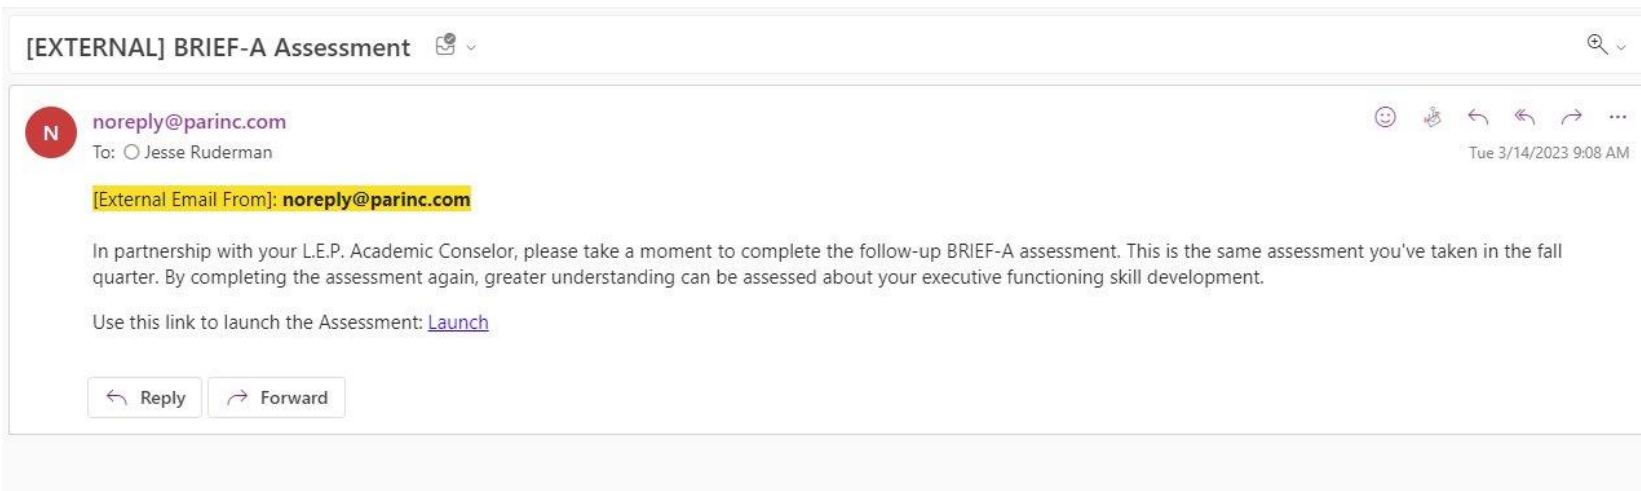 [EXTERNAL] BRIEF-A Assessment
N
noreply@parinc.com
To: Jesse Ruderman
Tue 3/14/2023 9:08 AM
[External Email From]: noreply@parinc.com
In partnership with your L.E.P. Academic Conselor, please take a moment to complete the follow-up BRIEF-A assessment. This is the same assessment you've taken in the fall
quarter. By completing the assessment again, greater understanding can be assessed about your executive functioning skill development.
Use this link to launch the Assessment: Launch
Reply
Forward